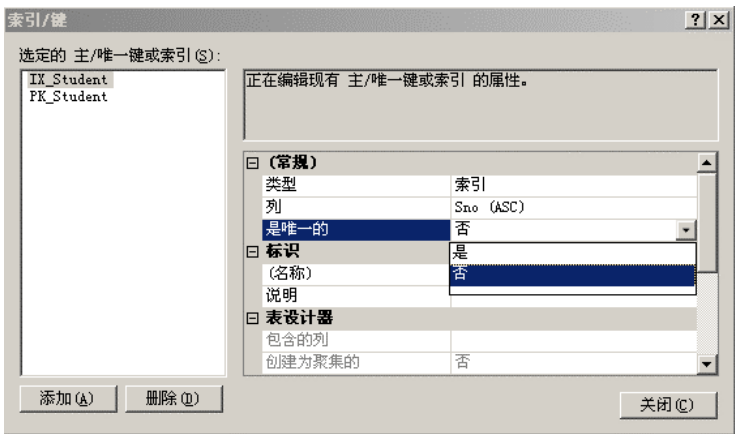 索引/键
选定的 主/唯一键或索引(S):
IX_Student
PK_Student
正在编辑现有 主/唯一键或索引 的属性。
(常规)
类型 索引
列 Sno (ASC)
是唯一的 否
是
标识
否
(名称)
说明
表设计器
包含的列
创建为聚集的 否
添加(A) 删除(D)
关闭(C)